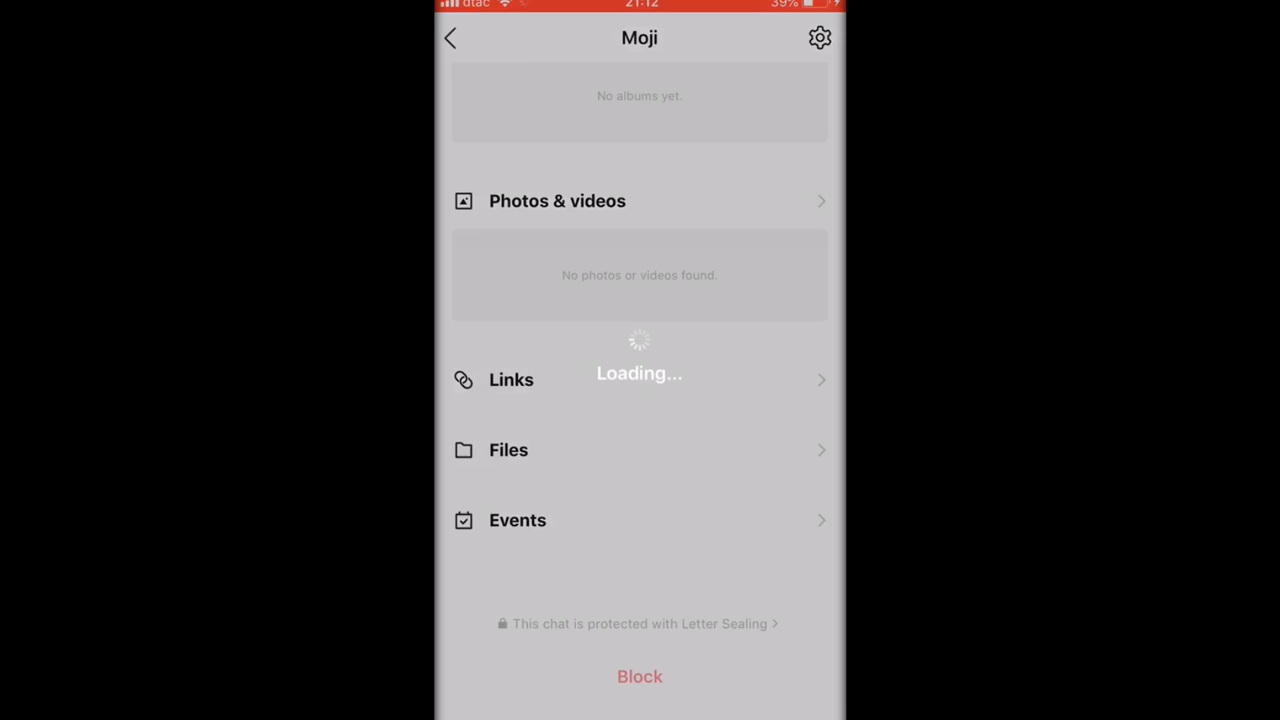 dtac 21:12 39%
Moji
No albums yet.
Photos & videos
No photos or videos found.
Loading...
Links
Files
Events
This chat is protected with Letter Sealing
Block